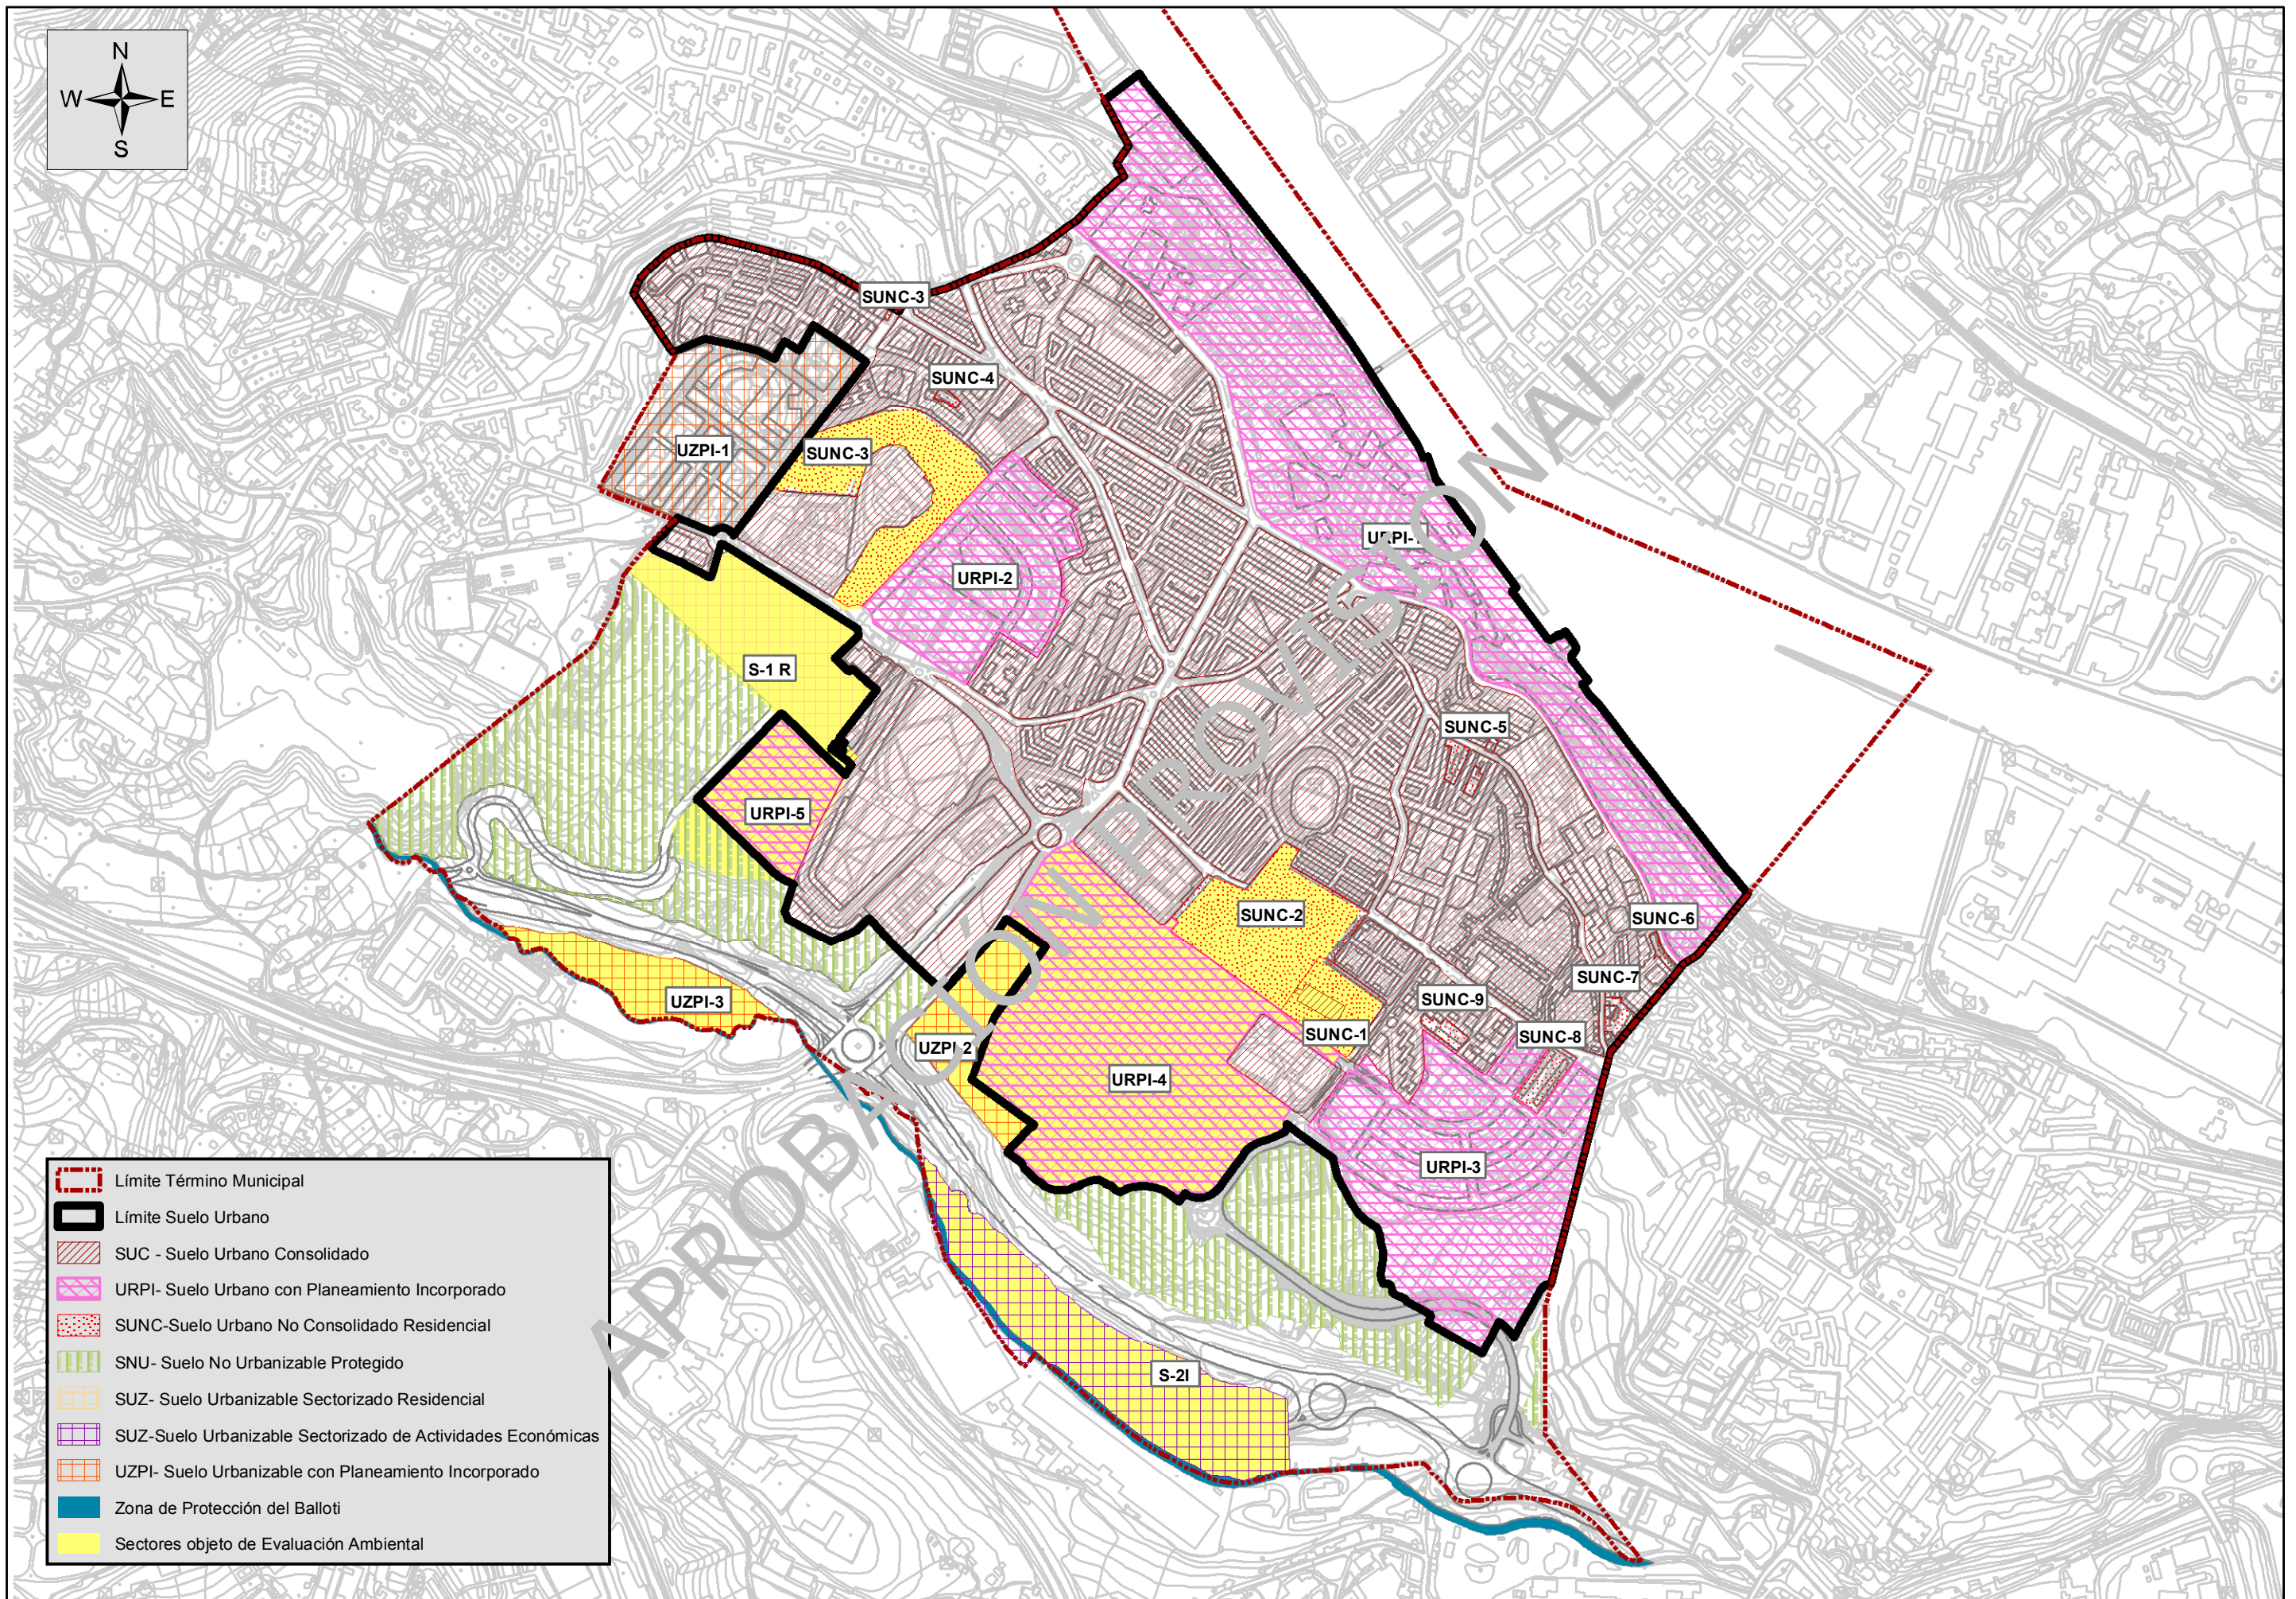 N
W E
S
SUNC-3
SUNC-4
UZPI-1
SUNC-3
URPI-1
URPI-2
S-1 R
SUNC-5
URPI-5
SUNC-2
SUNC-6
SUNC-7
UZPI-3
SUNC-9
SUNC-1
SUNC-8
UZPI-2
URPI-4
URPI-3
S-2I
APROBACIÓN PROVISIONAL
Límite Término Municipal
Límite Suelo Urbano
SUC - Suelo Urbano Consolidado
URPI- Suelo Urbano con Planeamiento Incorporado
SUNC-Suelo Urbano No Consolidado Residencial
SNU- Suelo No Urbanizable Protegido
SUZ- Suelo Urbanizable Sectorizado Residencial
SUZ-Suelo Urbanizable Sectorizado de Actividades Económicas
UZPI- Suelo Urbanizable con Planeamiento Incorporado
Zona de Protección del Balloti
Sectores objeto de Evaluación Ambiental